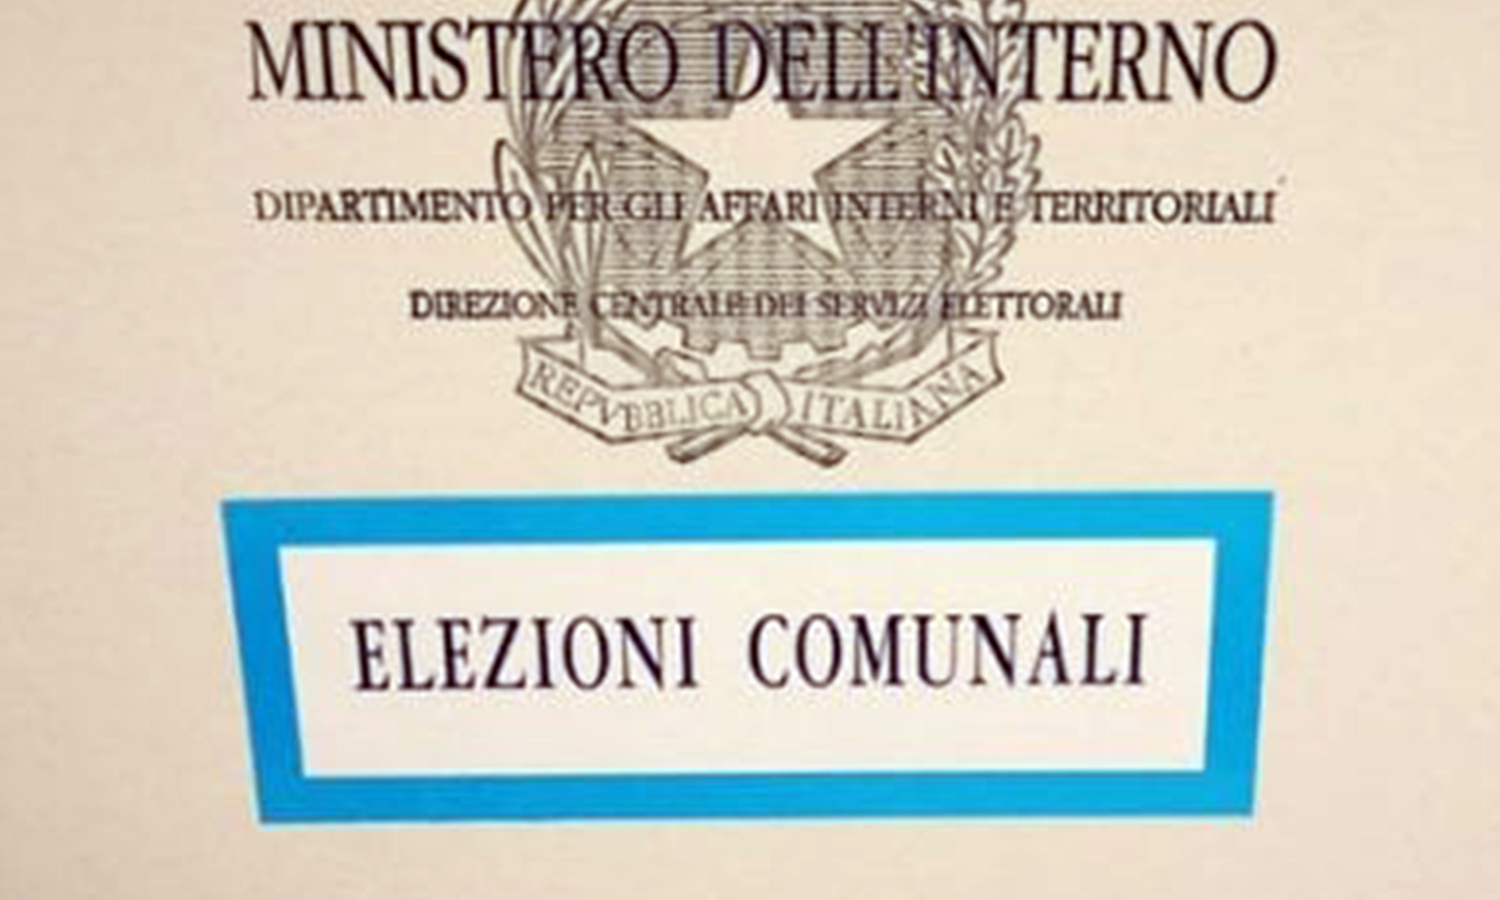 MINISTERO DELL'INTERNO
DIPARTIMENTO PER GLI AFFARI INTERNI E TERRITORIALI
DIREZIONE CENTRALE DEI SERVIZI ELETTORALI
REPVBBLICA ITALIANA
ELEZIONI COMUNALI